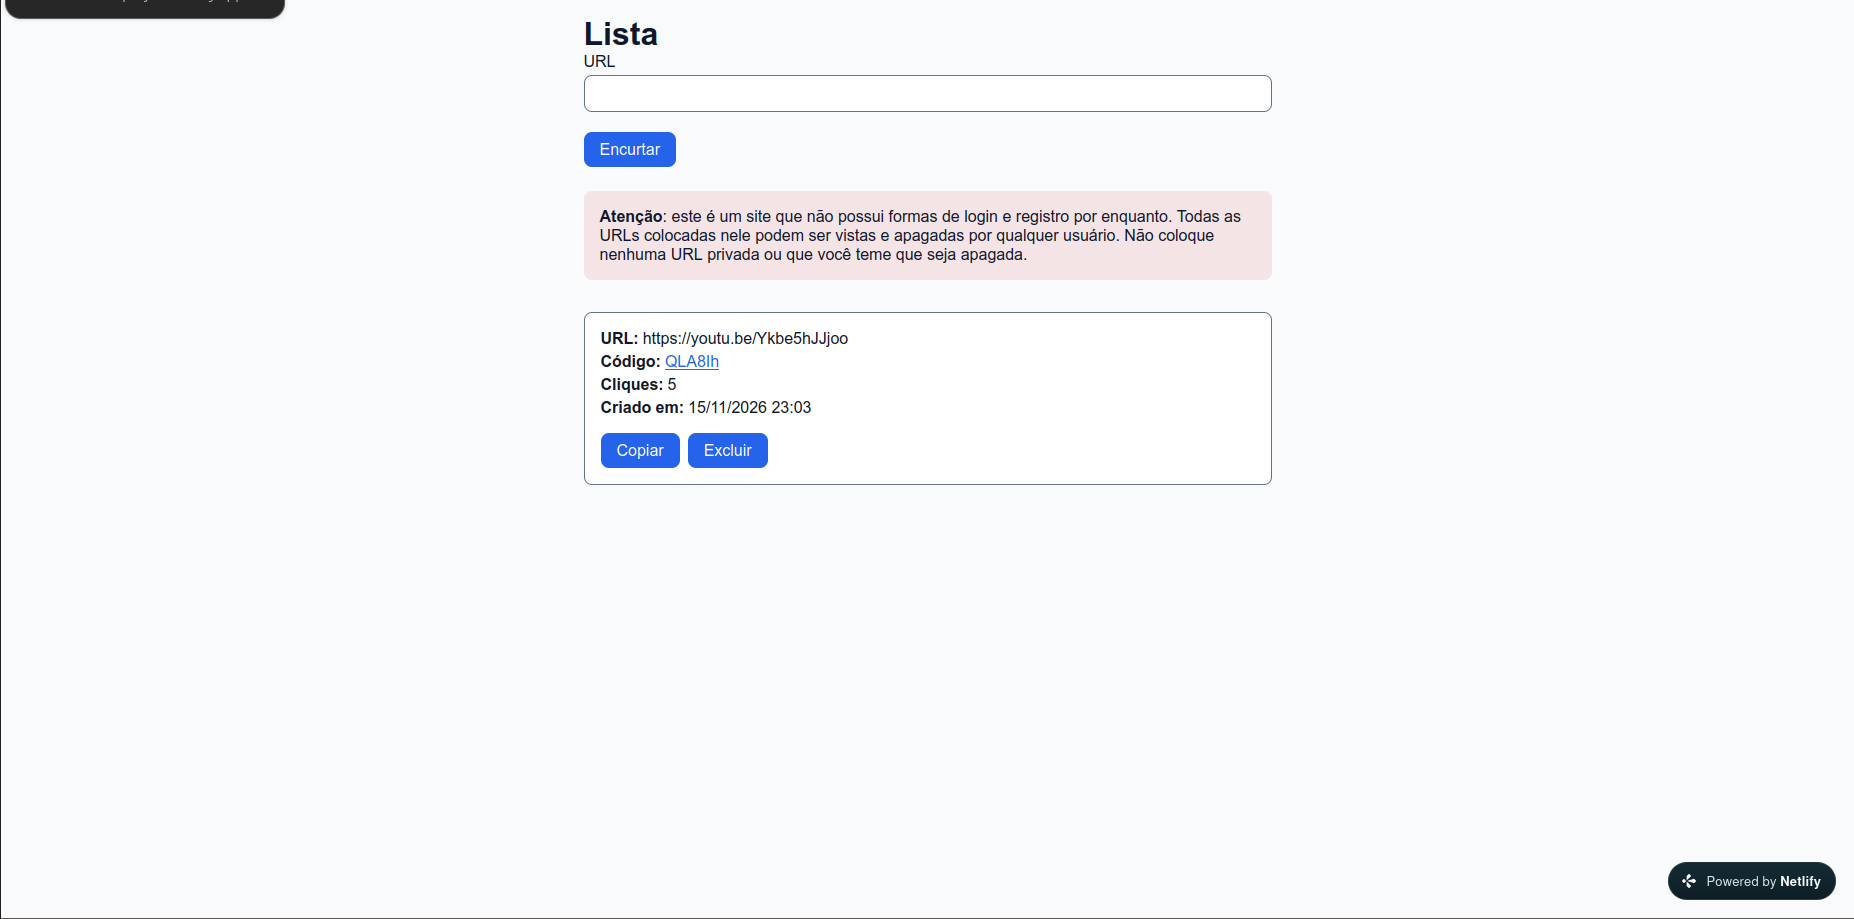 Lista
URL
Encurtar
Atenção: este é um site que não possui formas de login e registro por enquanto. Todas as
URLs colocadas nele podem ser vistas e apagadas por qualquer usuário. Não coloque
nenhuma URL privada ou que você teme que seja apagada.
URL: https://youtu.be/Ykbe5hJJjoo
Código: QLA8Ih
Cliques: 5
Criado em: 15/11/2026 23:03
Copiar Excluir
Powered by Netlify